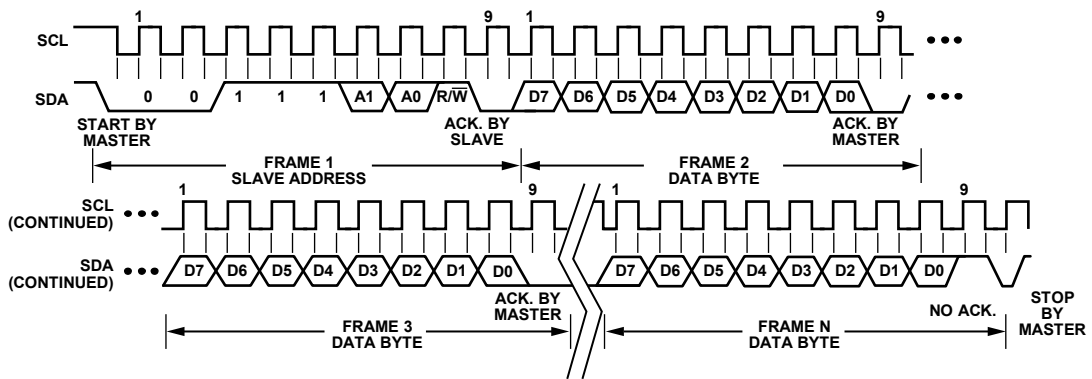 1 9 1 9
SCL
SDA 0 0 1 1 1 A1 A0 R/W̅ D7 D6 D5 D4 D3 D2 D1 D0
START BY MASTER
ACK. BY SLAVE
ACK. BY MASTER
FRAME 1
SLAVE ADDRESS
FRAME 2
DATA BYTE
1 9 1 9
SCL
(CONTINUED)
SDA
(CONTINUED)
D7 D6 D5 D4 D3 D2 D1 D0 D7 D6 D5 D4 D3 D2 D1 D0
ACK. BY
MASTER
NO ACK.
STOP
BY
MASTER
FRAME 3
DATA BYTE
FRAME N
DATA BYTE